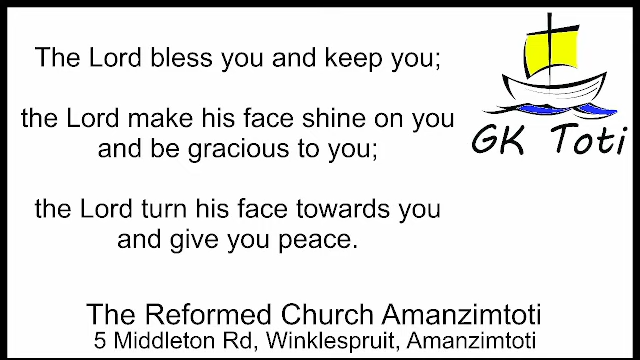 The Lord bless you and keep you;
the Lord make his face shine on you
and be gracious to you;
the Lord turn his face towards you
and give you peace.
GK Toti
The Reformed Church Amanzimtoti
5 Middleton Rd, Winklespruit, Amanzimtoti